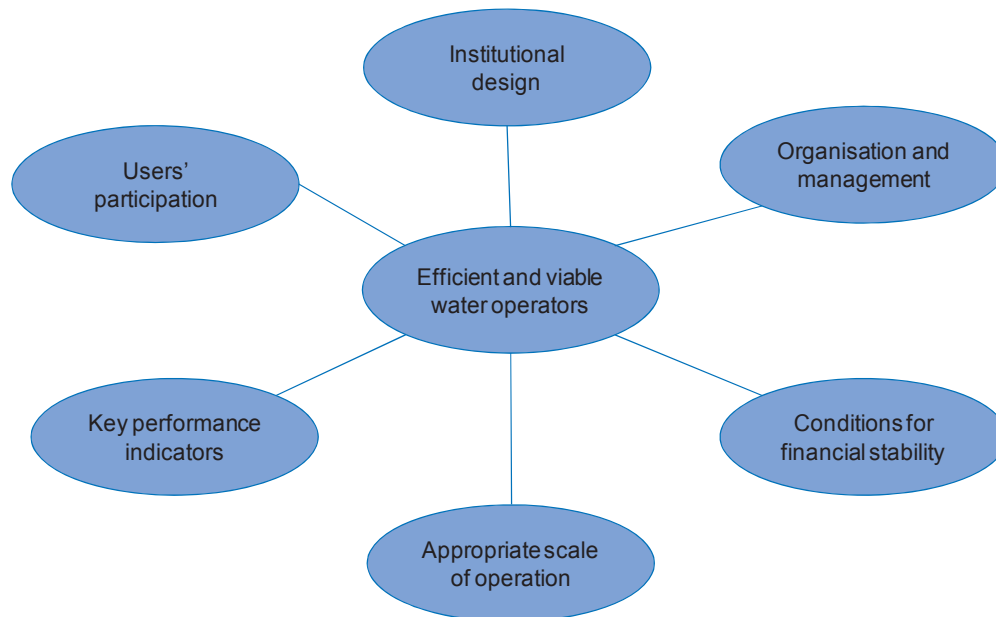 Institutional
design
Users’
participation
Organisation and
management
Efficient and viable
water operators
Key performance
indicators
Conditions for
financial stability
Appropriate scale
of operation